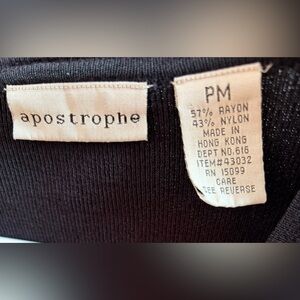 apostrophe
PM
57% RAYON
43% NYLON
MADE IN
HONG KONG
DEPT NO.616
ITEM#43032
RN 15099
CARE
SEE REVERSE